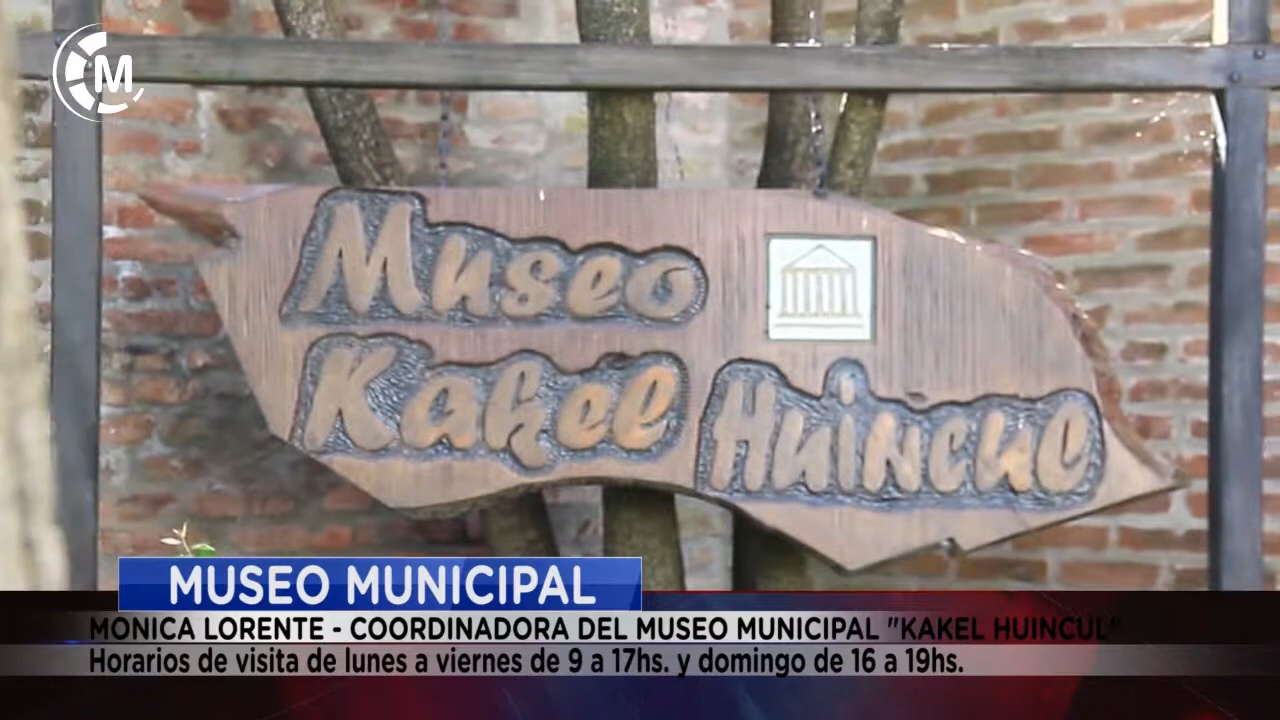 M
Museo
Kakel Huincul
MUSEO MUNICIPAL
MONICA LORENTE - COORDINADORA DEL MUSEO MUNICIPAL "KAKEL HUINCUL"
Horarios de visita de lunes a viernes de 9 a 17hs. y domingo de 16 a 19hs.